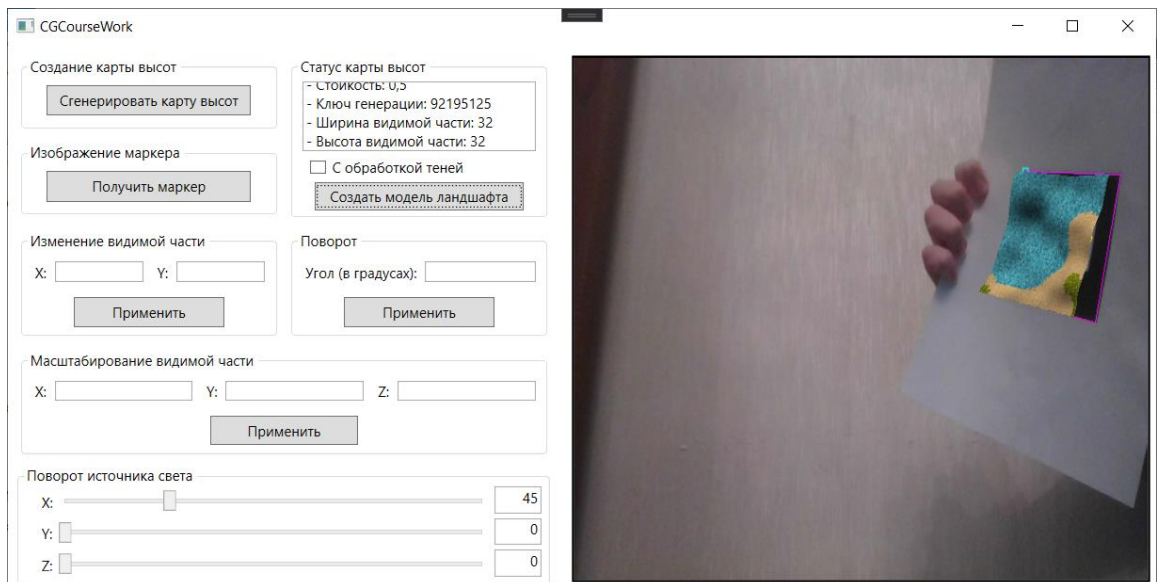 CGCourseWork
Создание карты высот
Сгенерировать карту высот
Изображение маркера
Получить маркер
Статус карты высот
- Стойкость: 0,5
- Ключ генерации: 92195125
- Ширина видимой части: 32
- Высота видимой части: 32
С обработкой теней
Создать модель ландшафта
Изменение видимой части
X: Y:
Применить
Поворот
Угол (в градусах):
Применить
Масштабирование видимой части
X: Y: Z:
Применить
Поворот источника света
X: 45
Y: 0
Z: 0